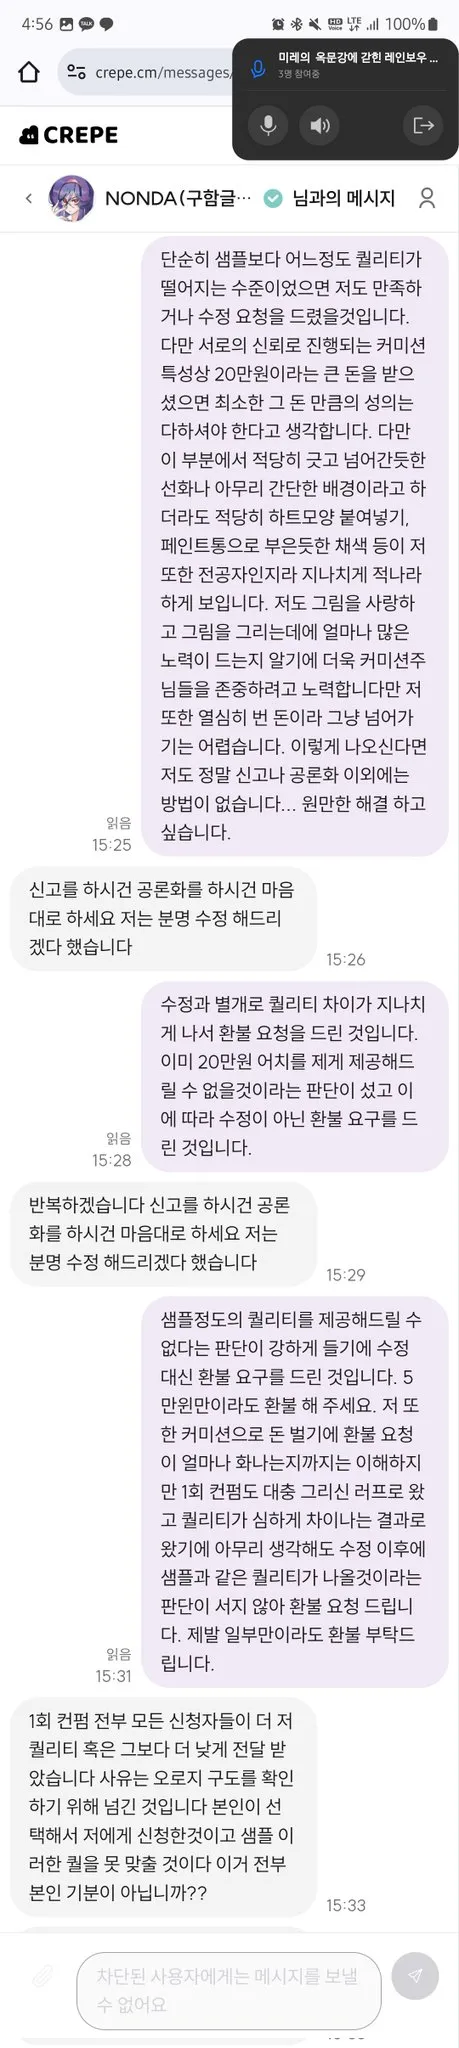 4:56
TALK
HD
Voice
LTE
100%
crepe.cm/messages/
미레의 옥문강에 갇힌 레인보우 ...
3명 참여중
CREPE
NONDA(구함글··· 님과의 메시지
단순히 샘플보다 어느정도 퀄리티가
떨어지는 수준이었으면 저도 만족하
거나 수정 요청을 드렸을것입니다.
다만 서로의 신뢰로 진행되는 커미션
특성상 20만원이라는 큰 돈을 받으
셨으면 최소한 그 돈 만큼의 성의는
다하셔야 한다고 생각합니다. 다만
이 부분에서 적당히 긋고 넘어간듯한
선화나 아무리 간단한 배경이라고 하
더라도 적당히 하트모양 붙여넣기,
페인트통으로 부은듯한 채색 등이 저
또한 전공자인지라 지나치게 적나라
하게 보입니다. 저도 그림을 사랑하
고 그림을 그리는데에 얼마나 많은
노력이 드는지 알기에 더욱 커미션주
님들을 존중하려고 노력합니다만 저
또한 열심히 번 돈이라 그냥 넘어가
기는 어렵습니다. 이렇게 나오신다면
저도 정말 신고나 공론화 이외에는
방법이 없습니다... 원만한 해결 하고
싶습니다.
읽음
15:25
신고를 하시건 공론화를 하시건 마음
대로 하세요 저는 분명 수정 해드리
겠다 했습니다
15:26
수정과 별개로 퀄리티 차이가 지나치
게 나서 환불 요청을 드린 것입니다.
이미 20만원 어치를 제게 제공해드
릴 수 없을것이라는 판단이 섰고 이
에 따라 수정이 아닌 환불 요구를 드
린 것입니다.
읽음
15:28
반복하겠습니다 신고를 하시건 공론
화를 하시건 마음대로 하세요 저는
분명 수정 해드리겠다 했습니다
15:29
샘플정도의 퀄리티를 제공해드릴 수
없다는 판단이 강하게 들기에 수정
대신 환불 요구를 드린 것입니다. 5
만윈만이라도 환불 해 주세요. 저 또
한 커미션으로 돈 벌기에 환불 요청
이 얼마나 화나는지까지는 이해하지
만 1회 컨펌도 대충 그리신 러프로 왔
고 퀄리티가 심하게 차이나는 결과로
왔기에 아무리 생각해도 수정 이후에
샘플과 같은 퀄리티가 나올것이라는
판단이 서지 않아 환불 요청 드립니
다. 제발 일부만이라도 환불 부탁드
립니다.
읽음
15:31
1회 컨펌 전부 모든 신청자들이 더 저
퀄리티 혹은 그보다 더 낮게 전달 받
았습니다 사유는 오로지 구도를 확인
하기 위해 넘긴 것입니다 본인이 선
택해서 저에게 신청한것이고 샘플 이
러한 퀄을 못 맞출 것이다 이거 전부
본인 기분이 아닙니까??
15:33
차단된 사용자에게는 메시지를 보낼
수 없어요